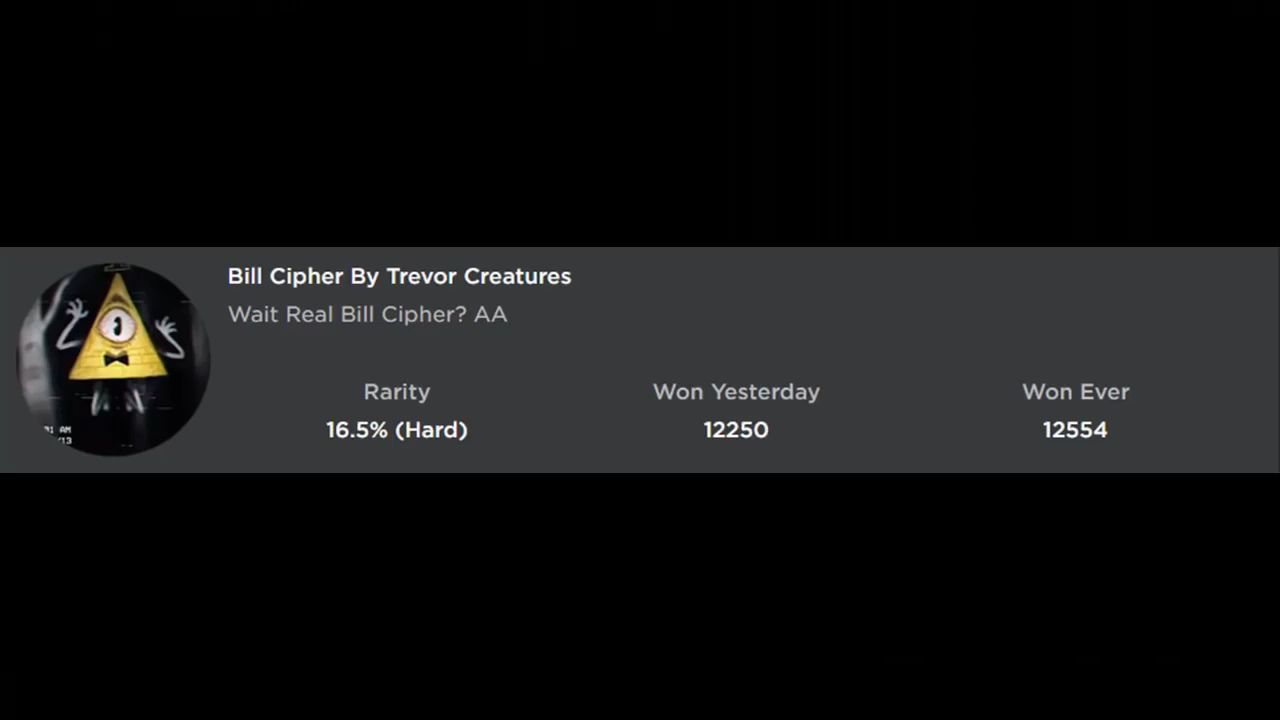 Bill Cipher By Trevor Creatures
Wait Real Bill Cipher? AA
Rarity Won Yesterday Won Ever
16.5% (Hard) 12250 12554
AM